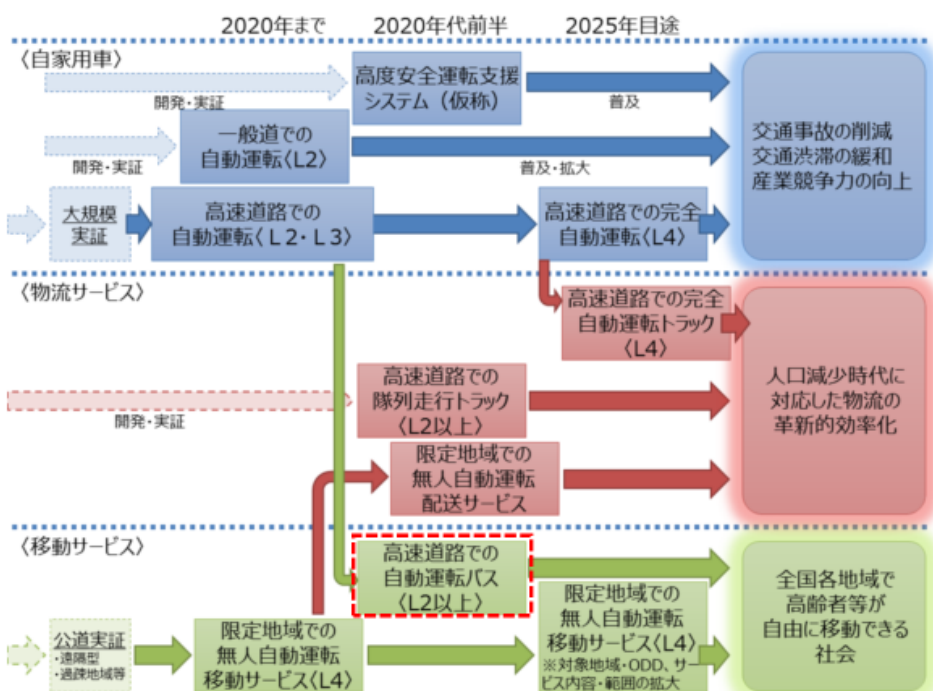 2020年まで
2020年代前半
2025年目途
〈自家用車〉
開発・実証
高度安全運転支援
システム（仮称）
普及
開発・実証
一般道での
自動運転〈L2〉
普及・拡大
大規模
実証
高速道路での
自動運転〈Ｌ２・Ｌ３〉
高速道路での完全
自動運転〈L4〉
交通事故の削減
交通渋滞の緩和
産業競争力の向上
〈物流サービス〉
高速道路での完全
自動運転トラック
〈L4〉
開発・実証
高速道路での
隊列走行トラック
〈L2以上〉
限定地域での
無人自動運転
配送サービス
人口減少時代に
対応した物流の
革新的効率化
〈移動サービス〉
高速道路での
自動運転バス
〈L2以上〉
公道実証
・遠隔型
・過疎地域等
限定地域での
無人自動運転
移動サービス〈L4〉
限定地域での
無人自動運転
移動サービス〈L4〉
※対象地域・ODD、サー
ビス内容・範囲の拡大
全国各地域で
高齢者等が
自由に移動できる
社会